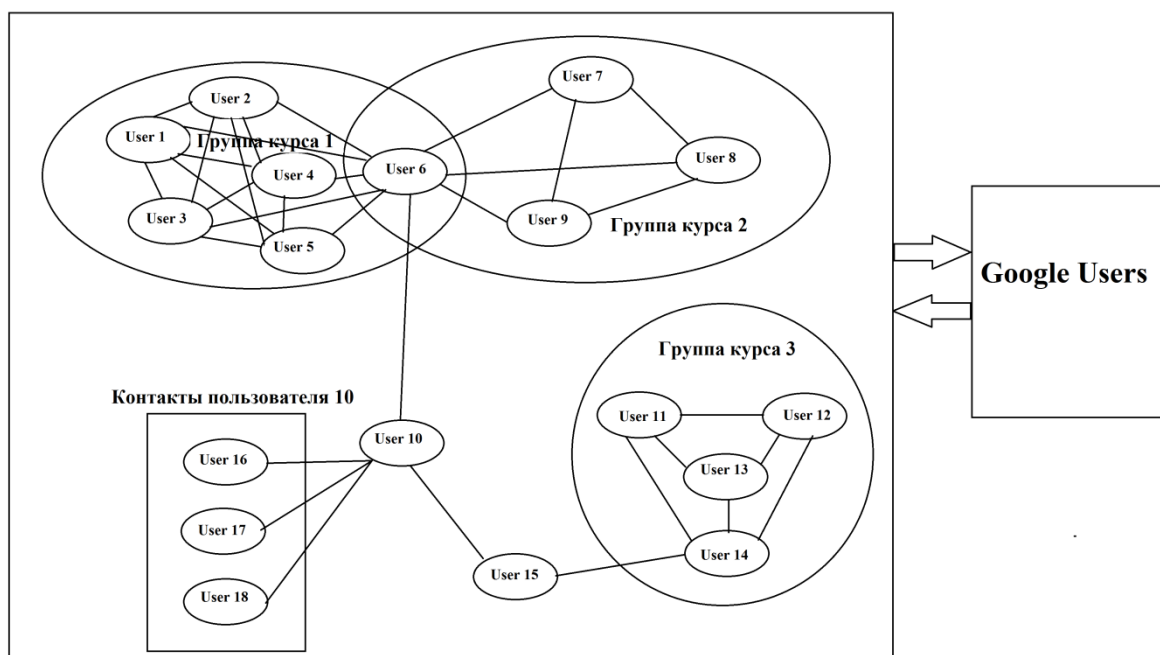 User 7
User 2
User 1
Группа курса 1
User 8
User 6
User 4
User 3
User 9
Группа курса 2
User 5
Google Users
Группа курса 3
Контакты пользователя 10
User 11
User 12
User 10
User 16
User 13
User 17
User 14
User 15
User 18